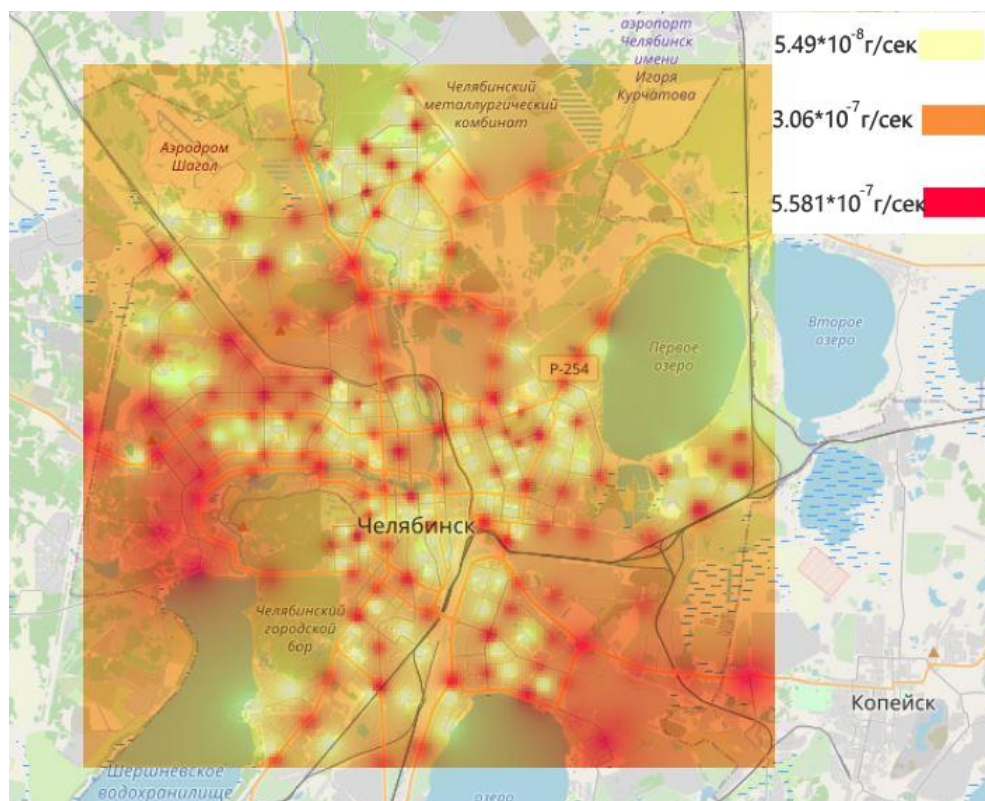 аэропорт
Челябинск
имени
Игоря
Курчатова
5.49*10⁻⁸г/сек
3.06*10⁻⁷г/сек
5.581*10⁻⁷г/сек
Челябинский
металлургический
комбинат
Аэродром
Шагол
Второе
озеро
Первое
озеро
Р-254
Челябинск
Челябинский
городской
бор
Копейск
Шершнёвское
водохранилище
озеро